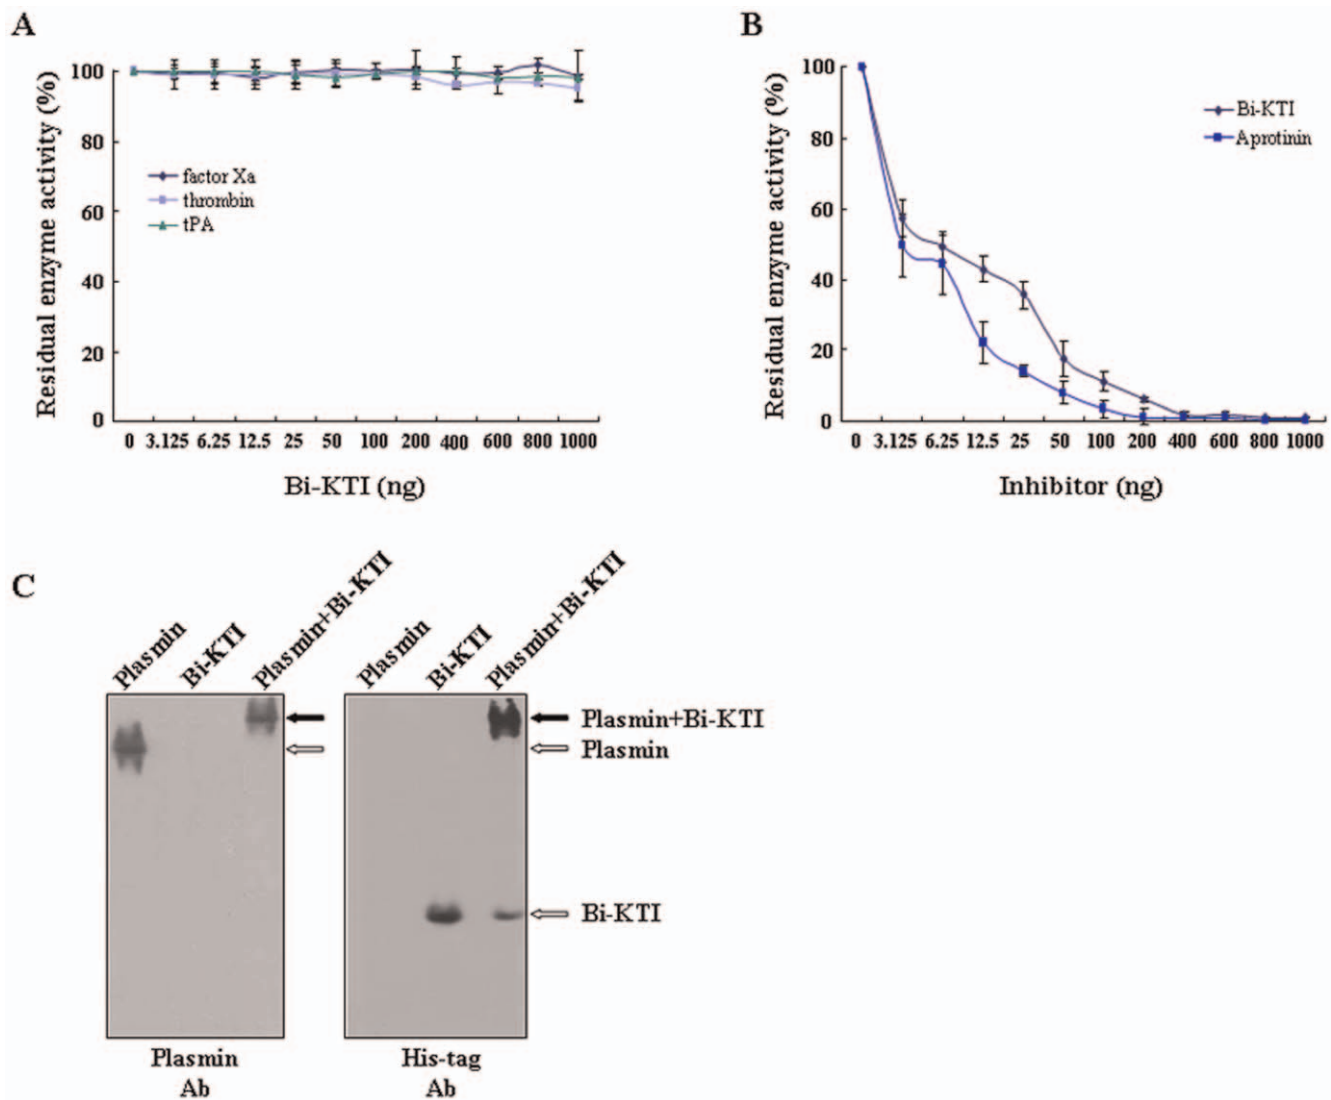 A
Residual enzyme activity (%)
100
80
60
40
20
0
factor Xa
thrombin
tPA
0 3.125 6.25 12.5 25 50 100 200 400 600 800 1000
Bi-KTI (ng)
B
Residual enzyme activity (%)
100
80
60
40
20
0
Bi-KTI
Aprotinin
0 3.125 6.25 12.5 25 50 100 200 400 600 800 1000
Inhibitor (ng)
C
Plasmin
Bi-KTI
Plasmin+Bi-KTI
Plasmin
Bi-KTI
Plasmin+Bi-KTI
Plasmin+Bi-KTI
Plasmin
Bi-KTI
Plasmin
Ab
His-tag
Ab